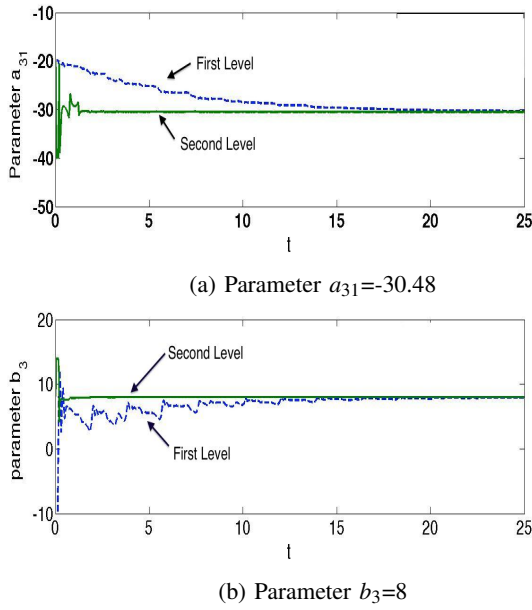 -10
-20
-30
-40
-50
Parameter a31
First Level
Second Level
0 5 10 15 20 25
t
(a) Parameter a31=-30.48
20
10
0
-10
parameter b3
Second Level
First Level
0 5 10 15 20 25
t
(b) Parameter b3=8